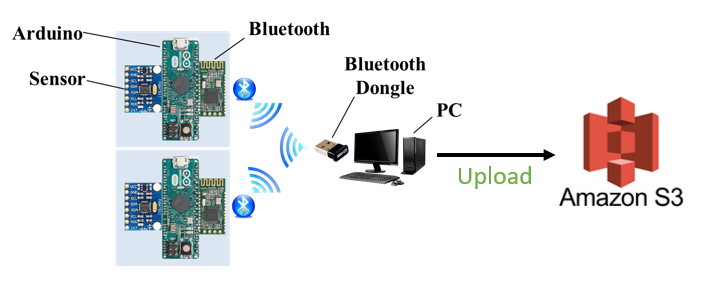 Arduino
Bluetooth
Sensor
Bluetooth
Dongle
PC
Upload
Amazon S3